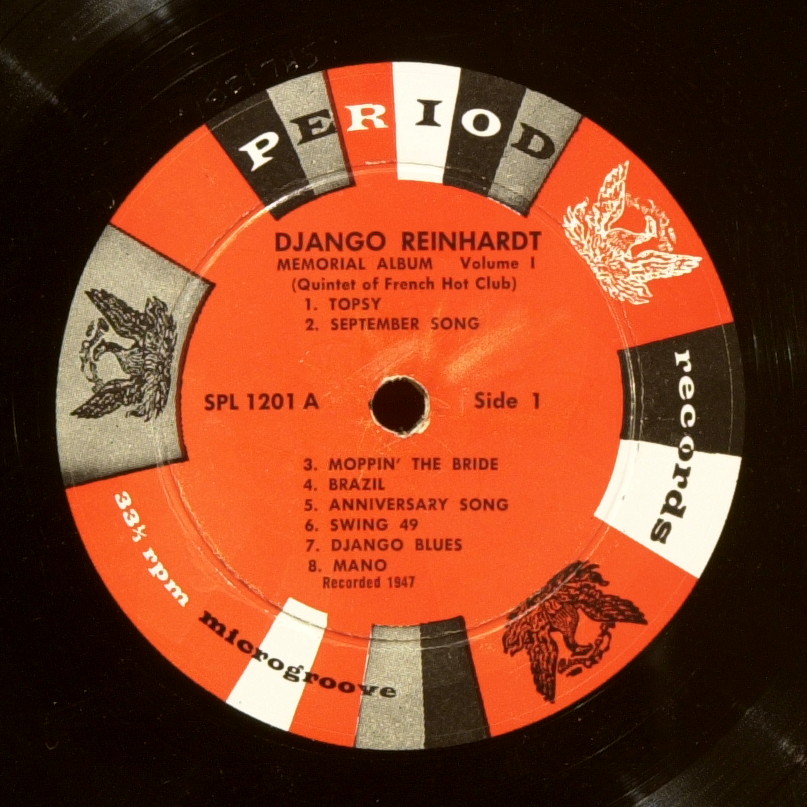 PERIOD
DJANGO REINHARDT
MEMORIAL ALBUM Volume I
(Quintet of French Hot Club)
1. TOPSY
2. SEPTEMBER SONG
SPL 1201 A Side 1
3. MOPPIN' THE BRIDE
4. BRAZIL
5. ANNIVERSARY SONG
6. SWING 49
7. DJANGO BLUES
8. MANO
Recorded 1947
records
33⅓ rpm microgroove